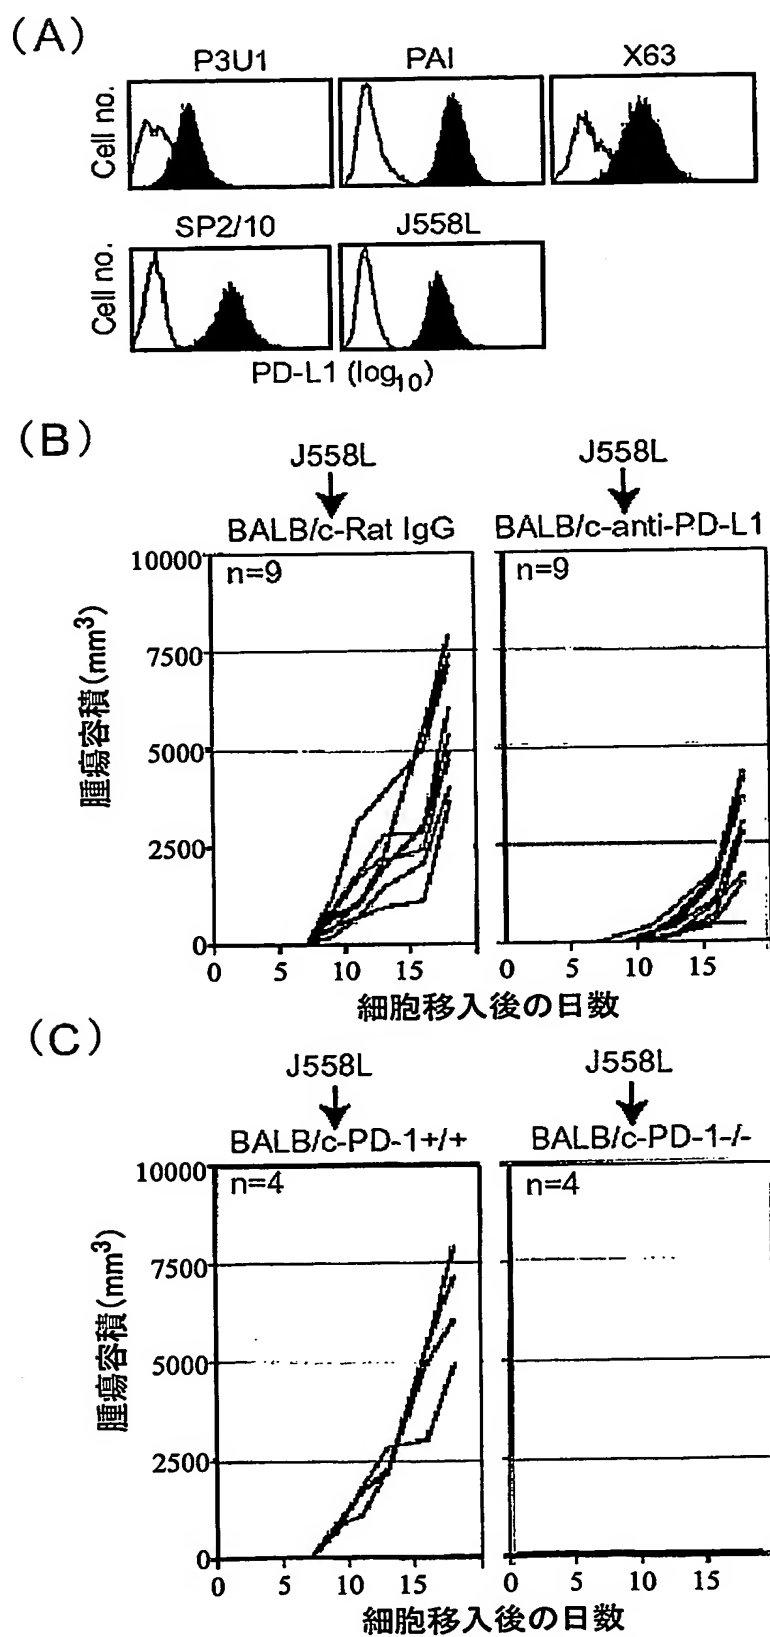 (A)
P3U1 PAI X63
Cell no.
SP2/10 J558L
Cell no.
PD-L1 (log10)
(B)
J558L J558L
BALB/c-Rat IgG BALB/c-anti-PD-L1
n=9 n=9
腫瘍容積(mm3)
10000
7500
5000
2500
0
0 5 10 15 0 5 10 15
細胞移入後の日数
(C)
J558L J558L
BALB/c-PD-1+/+ BALB/c-PD-1-/-
n=4 n=4
腫瘍容積(mm3)
10000
7500
5000
2500
0
0 5 10 15 0 5 10 15
細胞移入後の日数